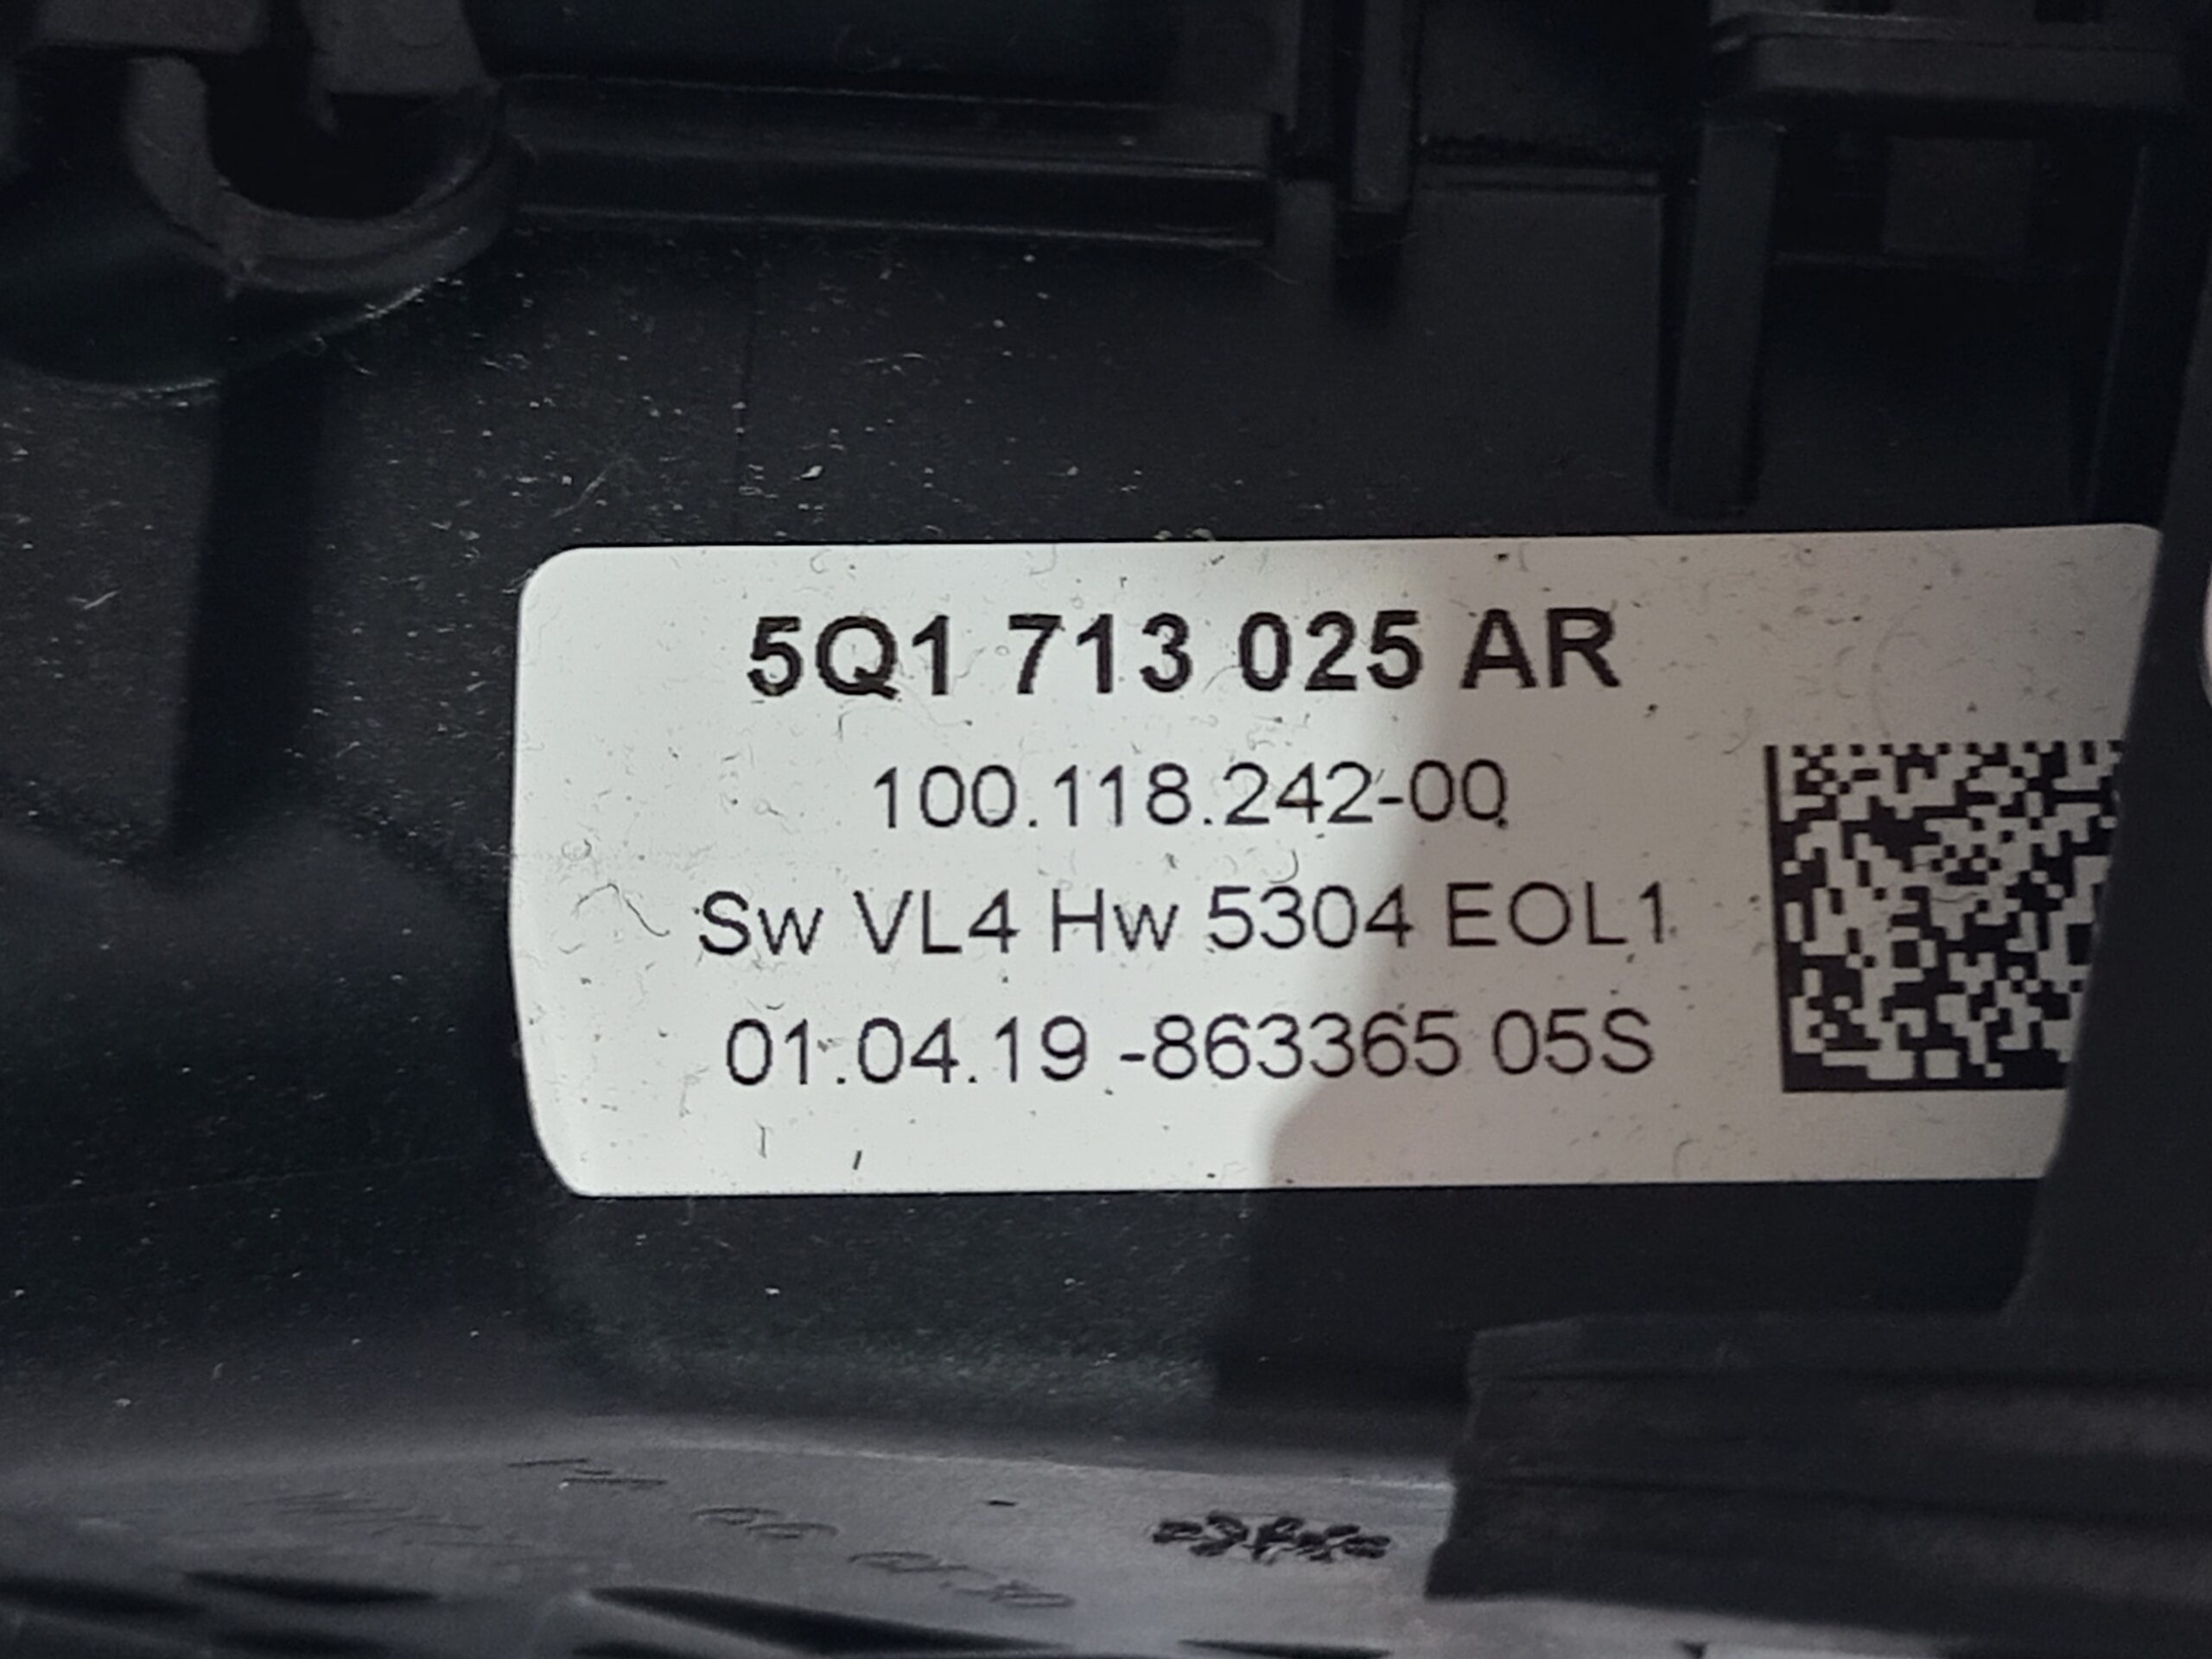 5Q1 713 025 AR
100.118.242-00
Sw VL4 Hw 5304 EOL1
01.04.19 -863365 05S